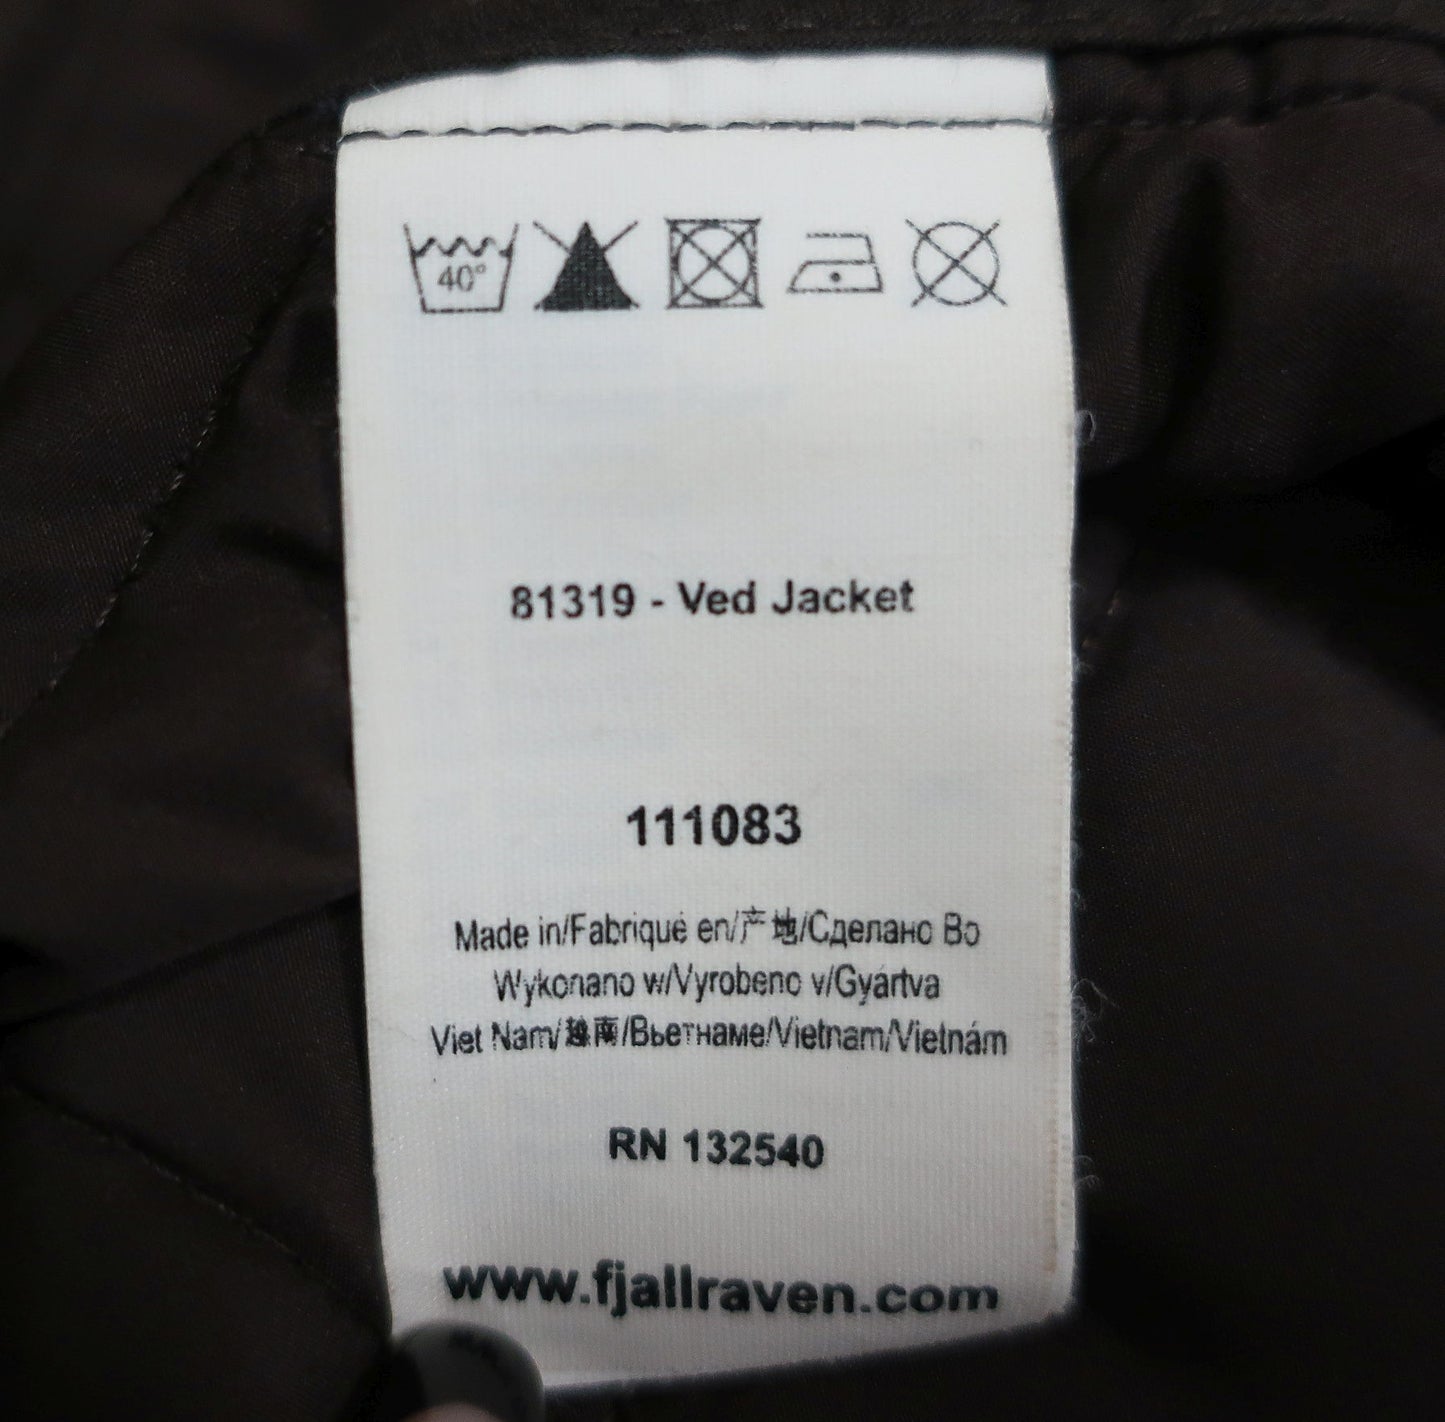 40°
81319 - Ved Jacket
111083
Made in/Fabriqué en/产地/Сделано Во
Wykonano w/Vyrobeno v/Gyártva
Viet Nam/越南/Вьетнаме/Vietnam/Vietnám
RN 132540
www.fjallraven.com